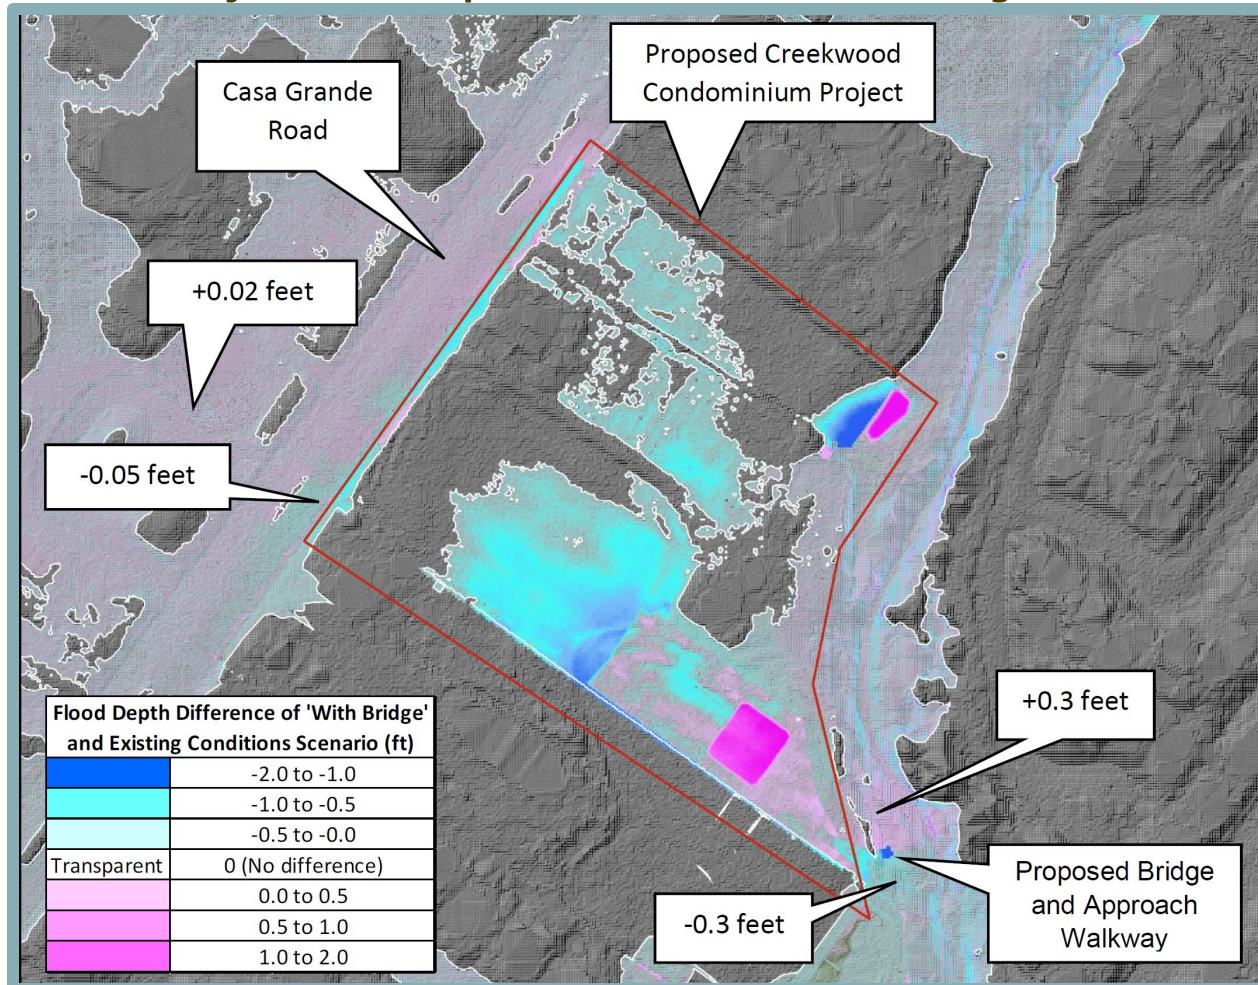 Proposed Creekwood
Condominium Project
Casa Grande
Road
+0.02 feet
-0.05 feet
+0.3 feet
Proposed Bridge
and Approach
Walkway
-0.3 feet
Flood Depth Difference of 'With Bridge'
and Existing Conditions Scenario (ft)
-2.0 to -1.0
-1.0 to -0.5
-0.5 to -0.0
Transparent 0 (No difference)
0.0 to 0.5
0.5 to 1.0
1.0 to 2.0